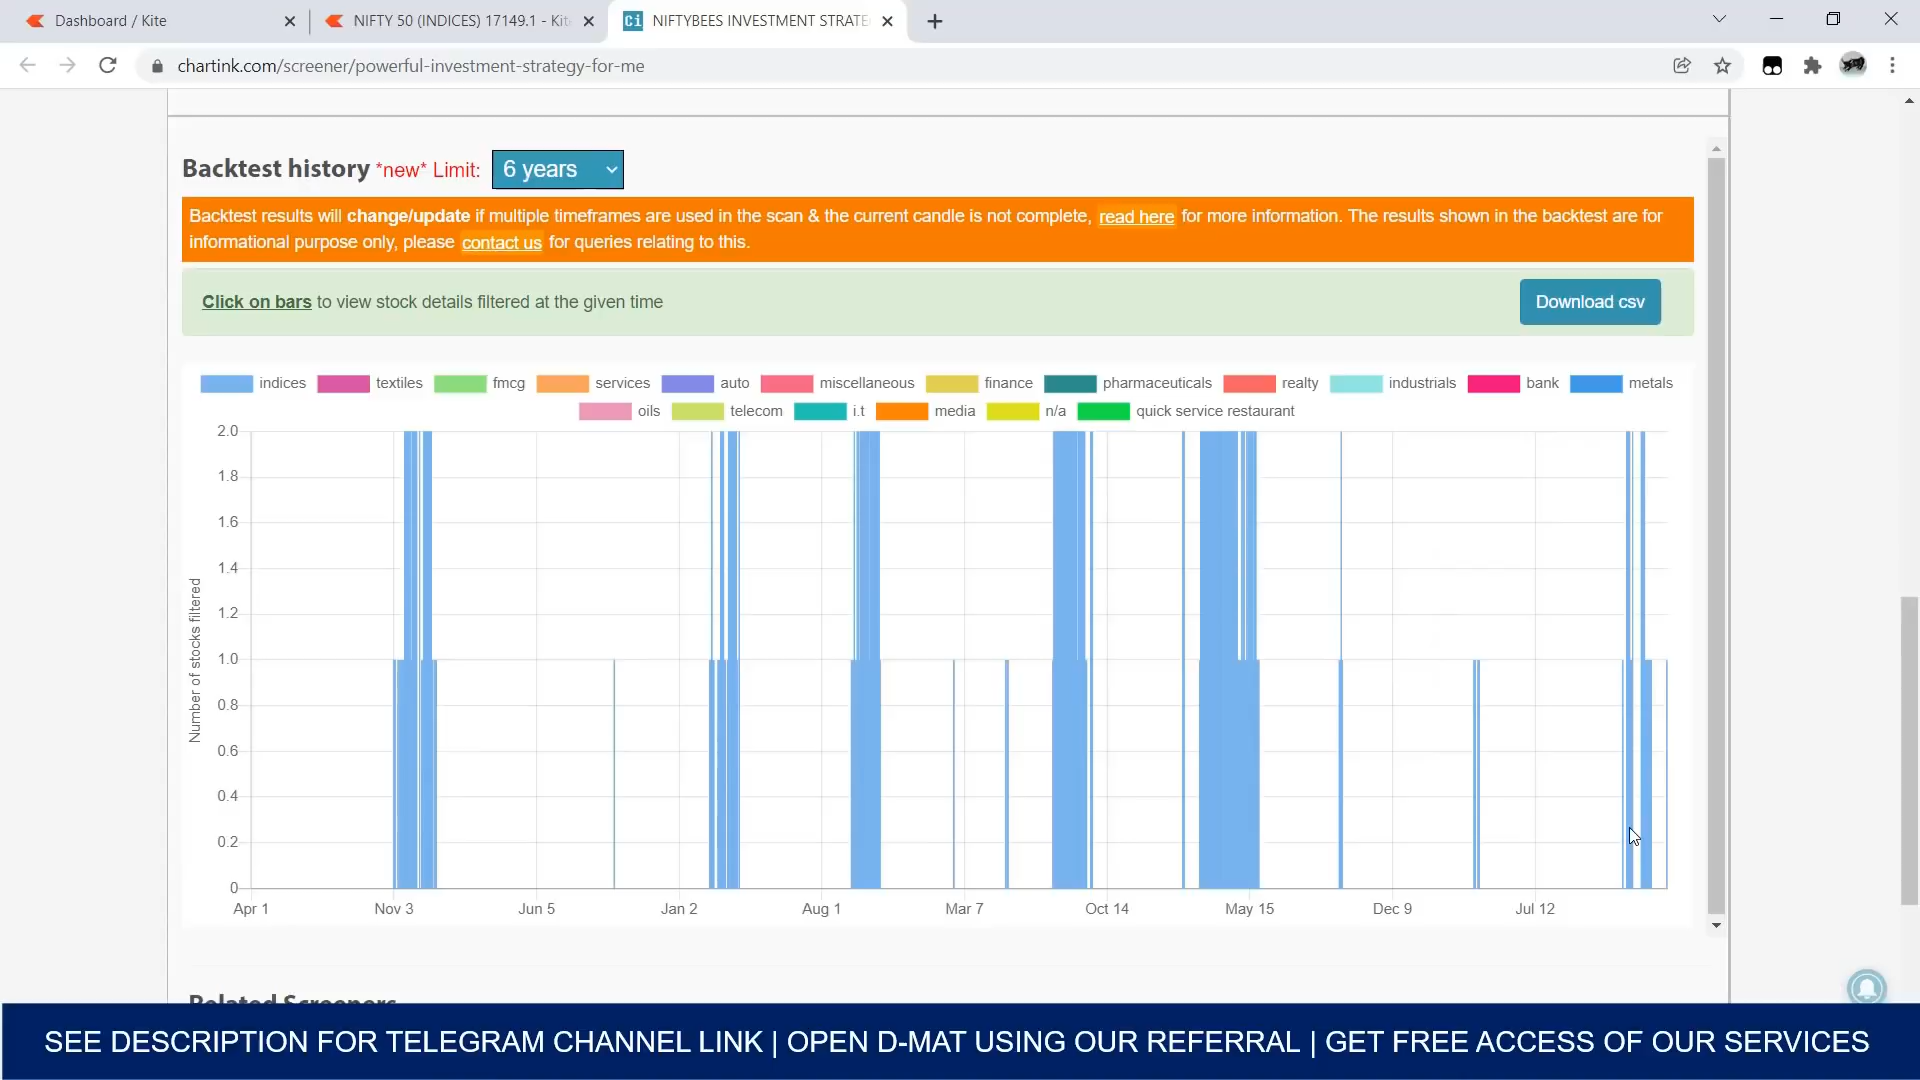 Dashboard / Kite
NIFTY 50 (INDICES) 17149.1 - Kit
Ci
NIFTYBEES INVESTMENT STRATE
chartink.com/screener/powerful-investment-strategy-for-me
Backtest history *new* Limit: 6 years
Backtest results will change/update if multiple timeframes are used in the scan & the current candle is not complete, read here for more information. The results shown in the backtest are for
informational purpose only, please contact us for queries relating to this.
Click on bars to view stock details filtered at the given time
Download csv
indices textiles fmcg services auto miscellaneous finance pharmaceuticals realty industrials bank metals
oils telecom i.t media n/a quick service restaurant
Number of stocks filtered
2.0
1.8
1.6
1.4
1.2
1.0
0.8
0.6
0.4
0.2
0
Apr 1 Nov 3 Jun 5 Jan 2 Aug 1 Mar 7 Oct 14 May 15 Dec 9 Jul 12
Related Screeners
SEE DESCRIPTION FOR TELEGRAM CHANNEL LINK | OPEN D-MAT USING OUR REFERRAL | GET FREE ACCESS OF OUR SERVICES